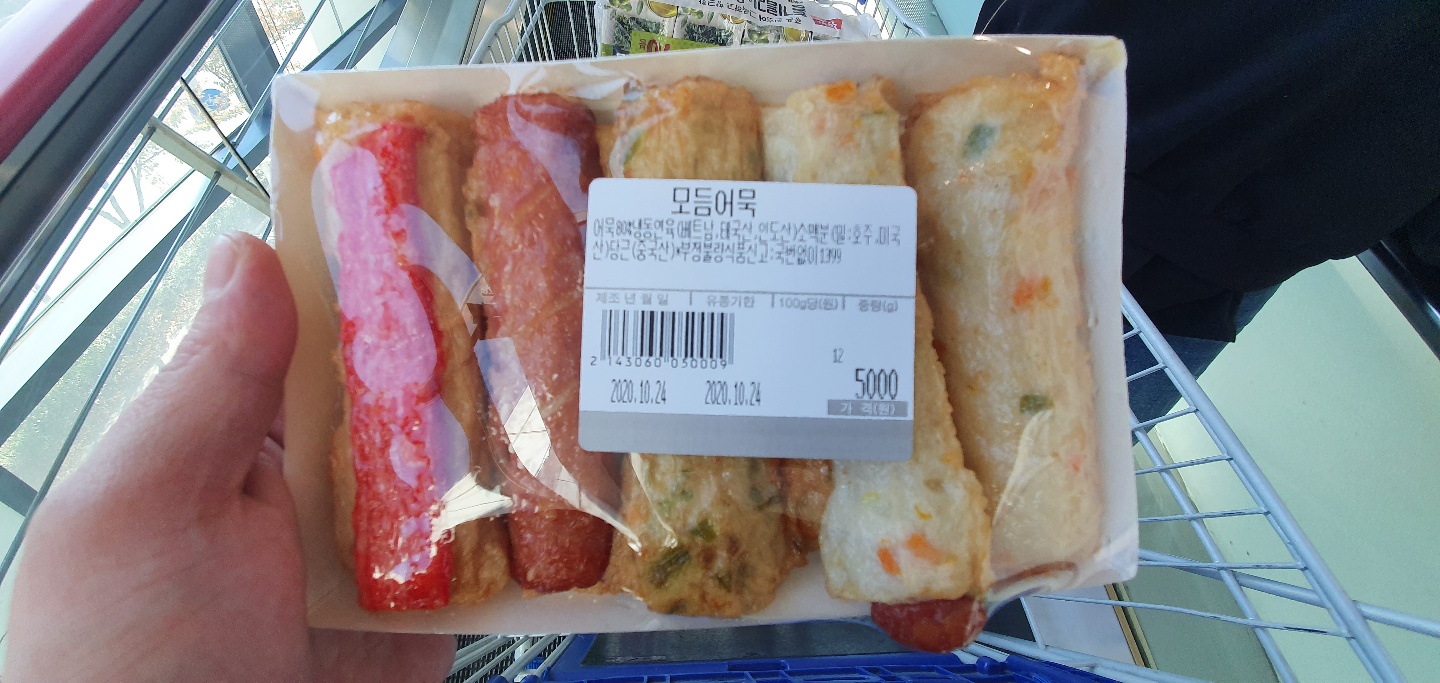 모듬어묵
어묵80%냉동연육(베트남,태국산,인도산)소맥분(밀:호주,미국
산)당근(중국산)*부정불량식품신고:국번없이1399
제조년월일 | 유통기한 | 100g당(원) | 중량(g)
2 143060 050009
12
2020.10.24 2020.10.24 5000
가 격(원)